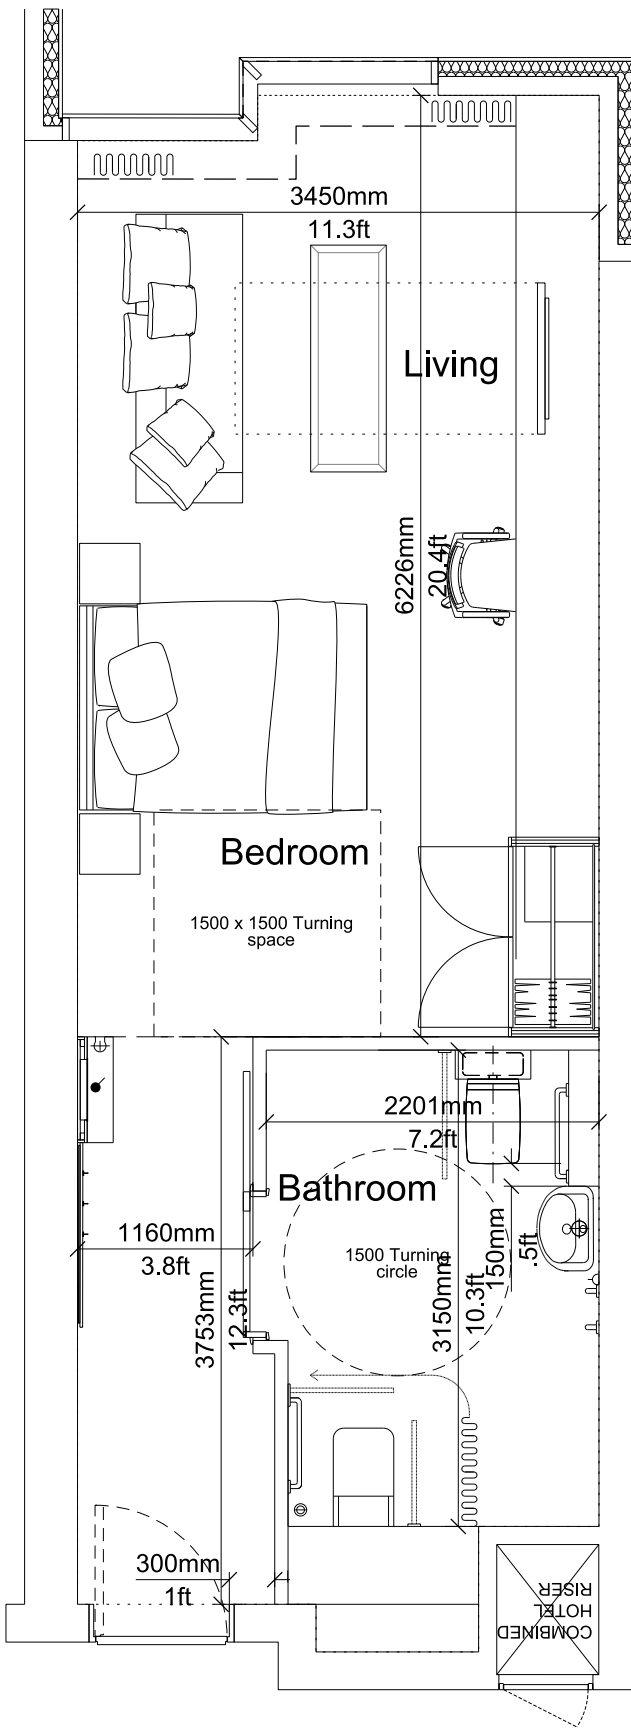 3450mm
11.3ft
Living
6226mm
20.4ft
Bedroom
1500 x 1500 Turning
space
2201mm
7.2ft
Bathroom
1160mm
3.8ft
1500 Turning
circle
150mm
.5ft
3150mm
10.3ft
3753mm
12.3ft
300mm
1ft
COMBINED
HOTEL
RISER